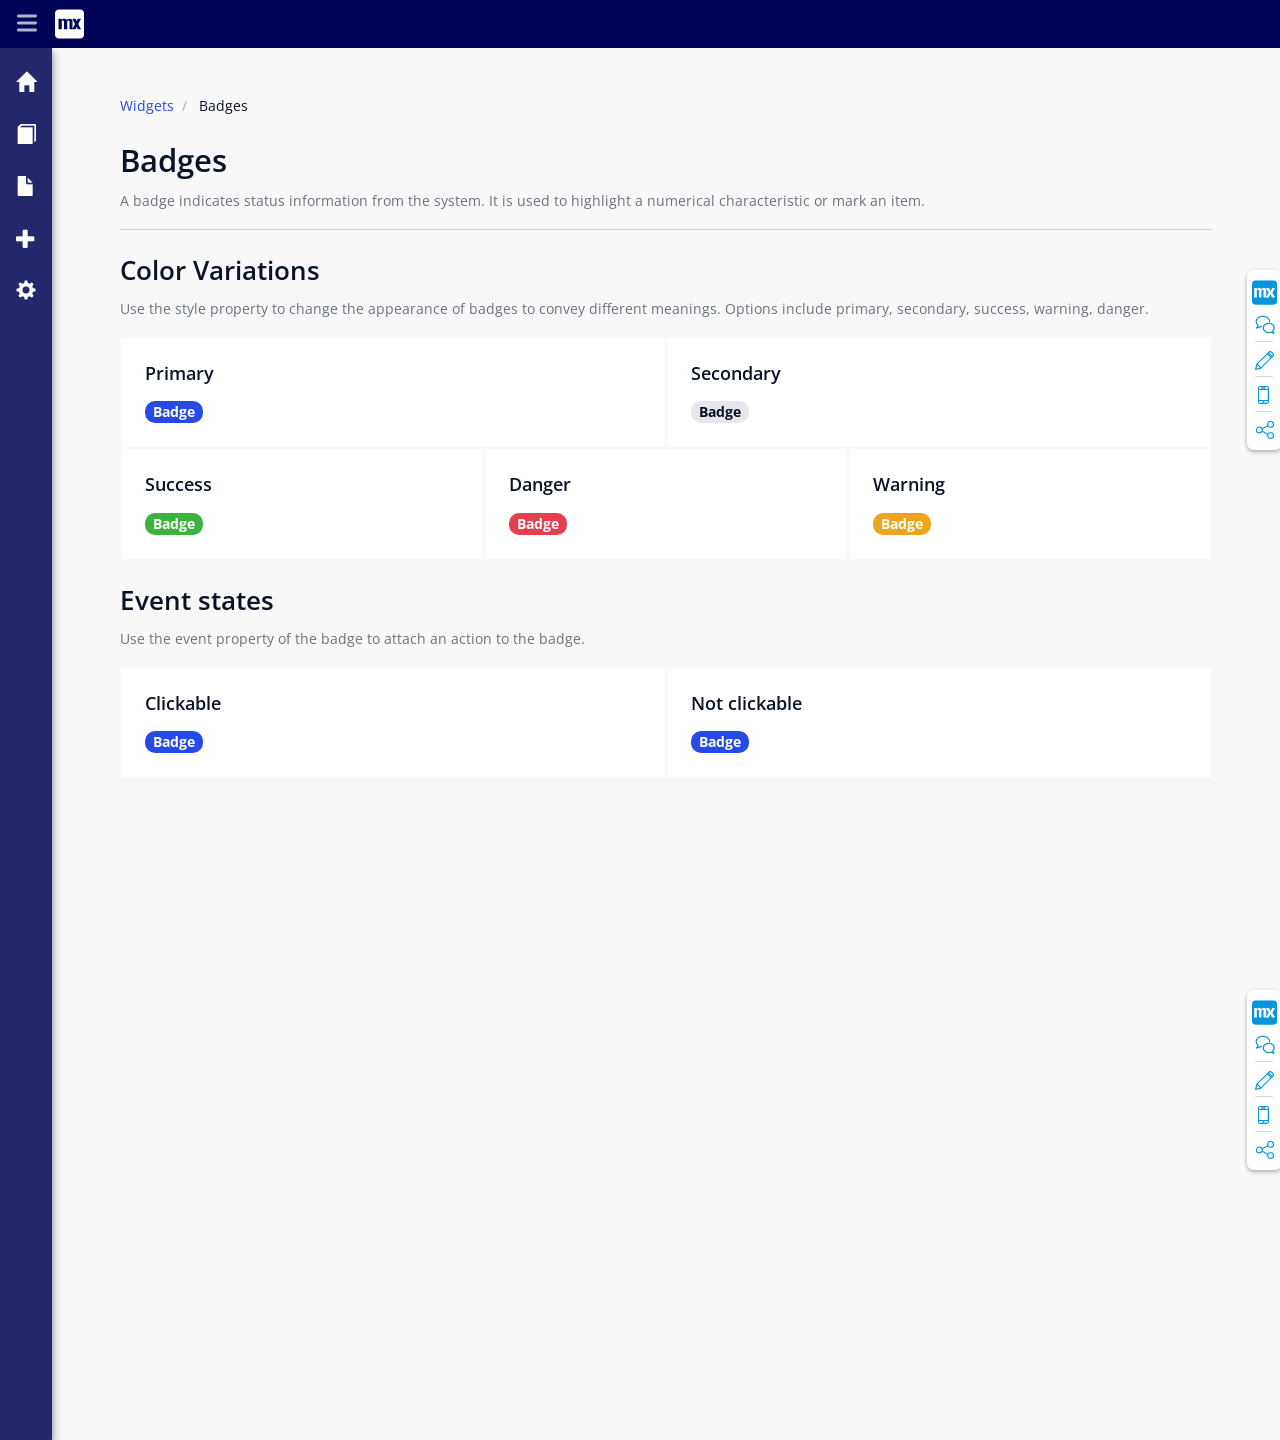 mx
Widgets / Badges
Badges
A badge indicates status information from the system. It is used to highlight a numerical characteristic or mark an item.
Color Variations
Use the style property to change the appearance of badges to convey different meanings. Options include primary, secondary, success, warning, danger.
mx
Primary
Secondary
Badge
Badge
Success
Danger
Warning
Badge
Badge
Badge
Event states
Use the event property of the badge to attach an action to the badge.
Clickable
Not clickable
Badge
Badge
mx